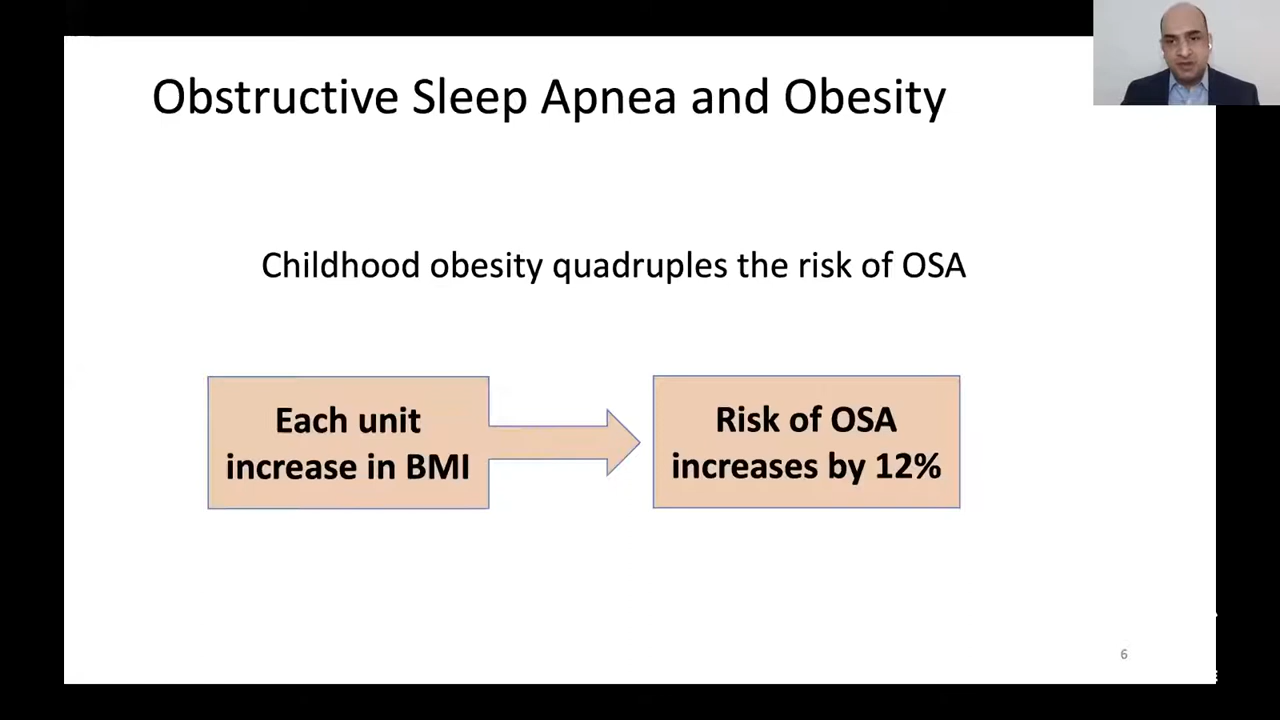 Obstructive Sleep Apnea and Obesity
Childhood obesity quadruples the risk of OSA
Each unit
increase in BMI
Risk of OSA
increases by 12%
6